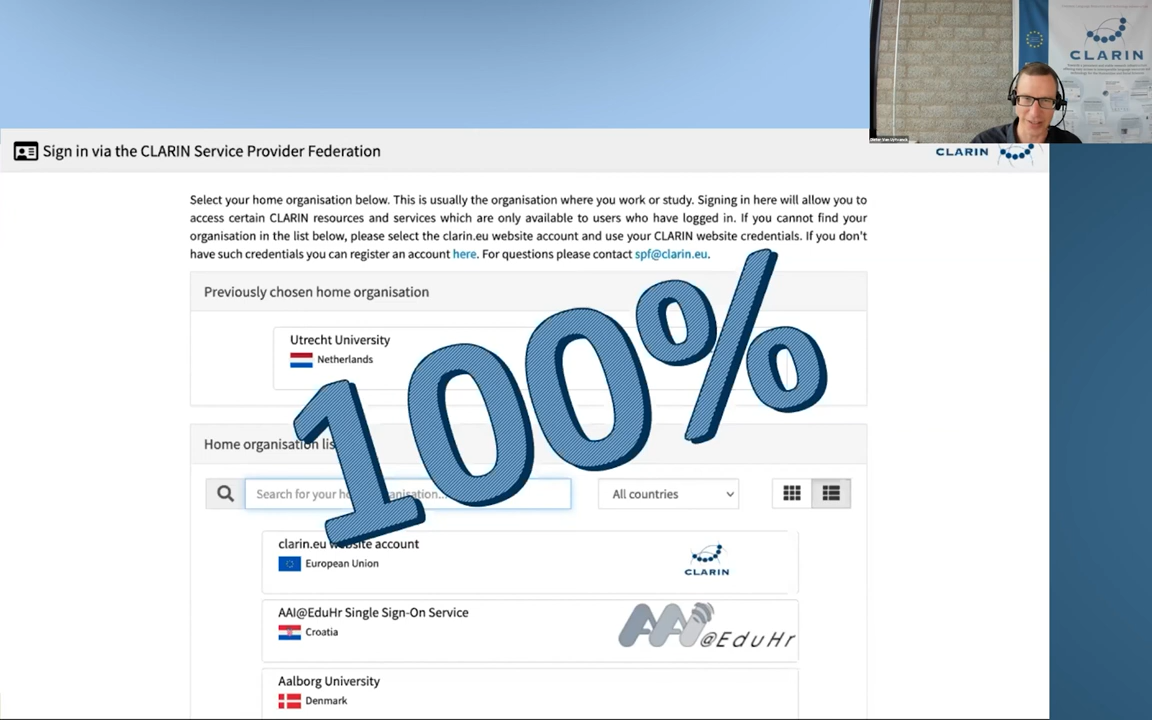 CLARIN
Sign in via the CLARIN Service Provider Federation
CLARIN
Select your home organisation below. This is usually the organisation where you work or study. Signing in here will allow you to
access certain CLARIN resources and services which are only available to users who have logged in. If you cannot find your
organisation in the list below, please select the clarin.eu website account and use your CLARIN website credentials. If you don't
have such credentials you can register an account here. For questions please contact spf@clarin.eu.
Previously chosen home organisation
Utrecht University
Netherlands
100%
Home organisation lis
Search for your
All countries
clarin.eu website account
European Union
CLARIN
AAI@EduHr Single Sign-On Service
Croatia
AAI@EduHr
Aalborg University
Denmark